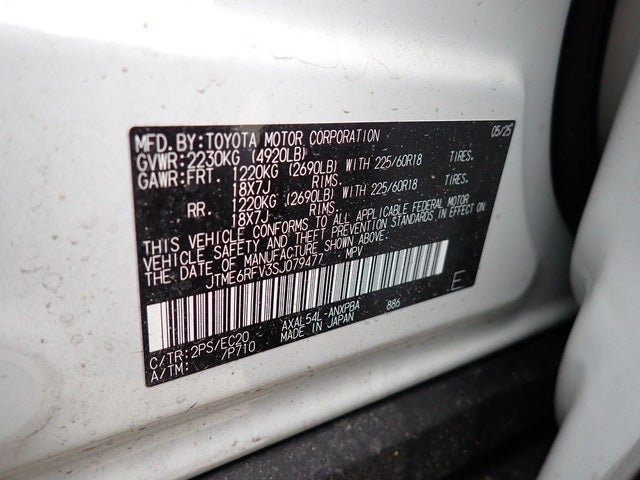 MFD.BY:TOYOTA MOTOR CORPORATION 05/25
GVWR:2230KG (4920LB)
GAWR:FRT. 1220KG (2690LB) WITH 225/60R18 TIRES.
18X7J RIMS.
RR. 1220KG (2690LB) WITH 225/60R18 TIRES.
18X7J RIMS.
THIS VEHICLE CONFORMS TO ALL APPLICABLE FEDERAL MOTOR
VEHICLE SAFETY AND THEFT PREVENTION STANDARDS IN EFFECT ON
THE DATE OF MANUFACTURE SHOWN ABOVE.
JTME6RFV3SJ079477 MPV
E
C/TR:2PS/EC20 AXAL54L-ANXPBA 886
A/TM: 7P710 MADE IN JAPAN